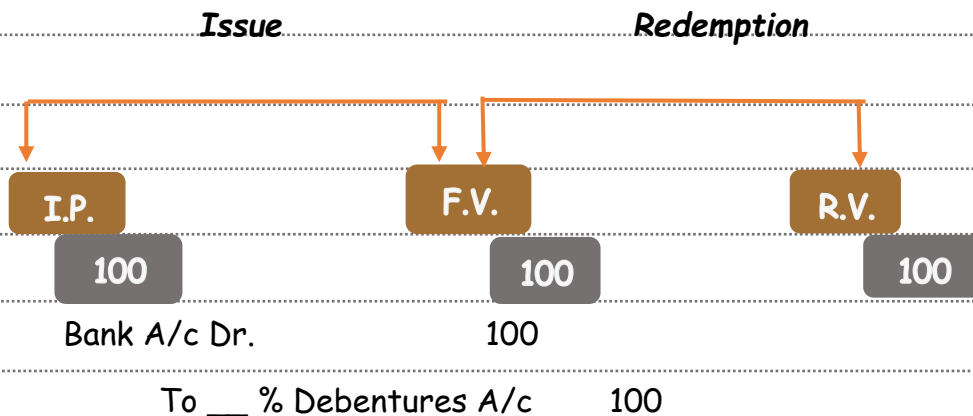 Issue Redemption
I.P. F.V. R.V.
100 100 100
Bank A/c Dr. 100
To __ % Debentures A/c 100